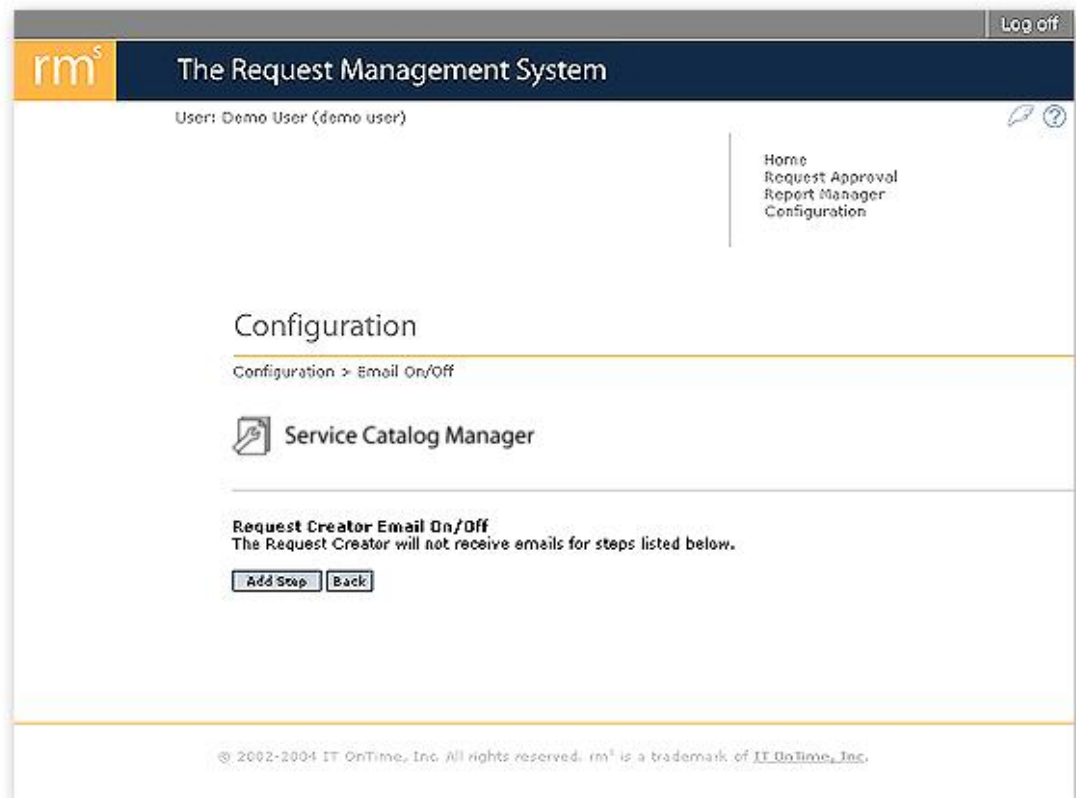 Log off
rms The Request Management System
User: Demo User (demo user)
Home
Request Approval
Report Manager
Configuration
Configuration
Configuration > Email On/Off
Service Catalog Manager
Request Creator Email On/Off
The Request Creator will not receive emails for steps listed below.
Add Step Back
© 2002-2004 IT OnTime, Inc. All rights reserved. rms is a trademark of IT OnTime, Inc.